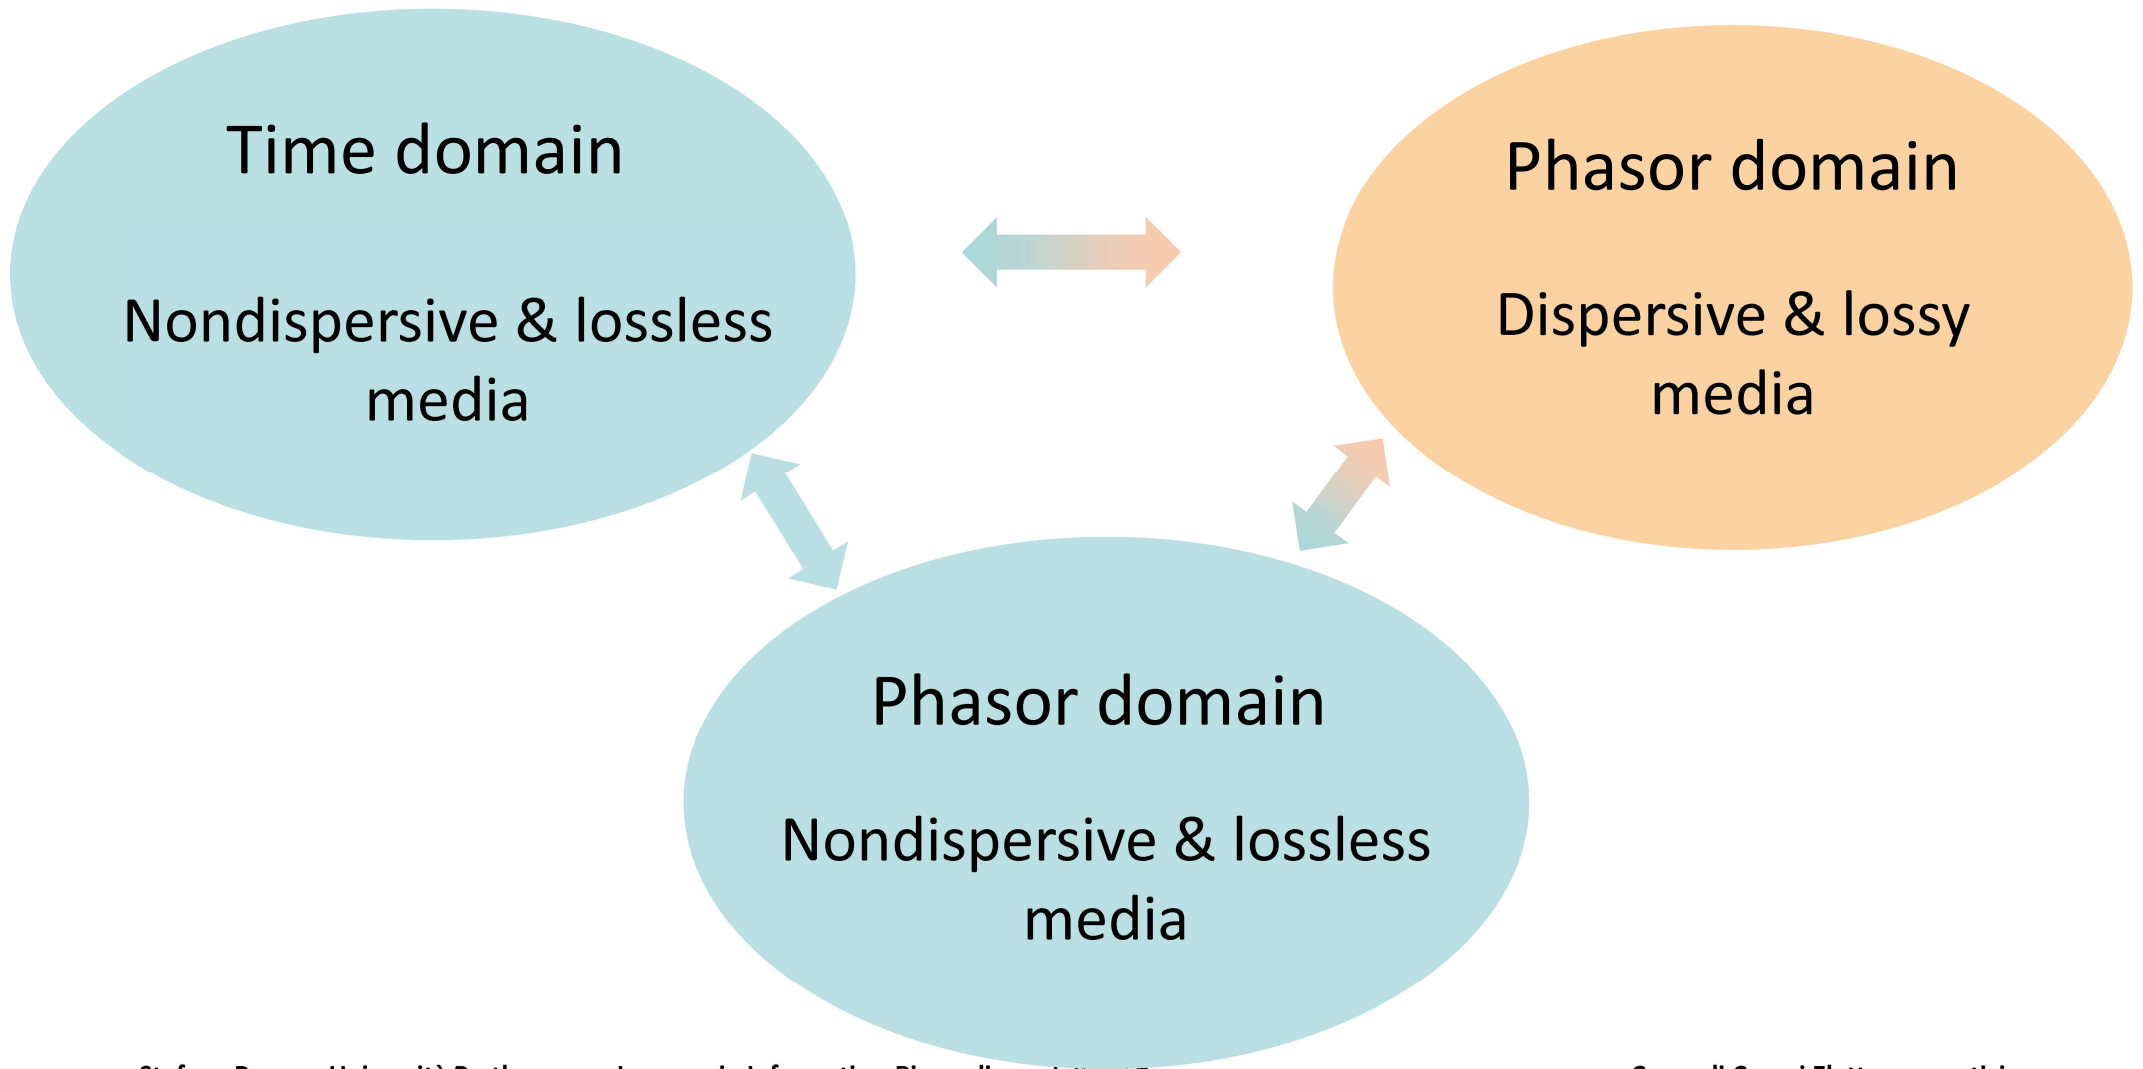 Time domain
Nondispersive & lossless
media
Phasor domain
Dispersive & lossy
media
Phasor domain
Nondispersive & lossless
media